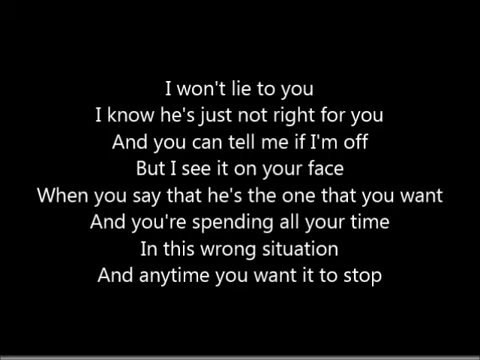 I won't lie to you
I know he's just not right for you
And you can tell me if I'm off
But I see it on your face
When you say that he's the one that you want
And you're spending all your time
In this wrong situation
And anytime you want it to stop